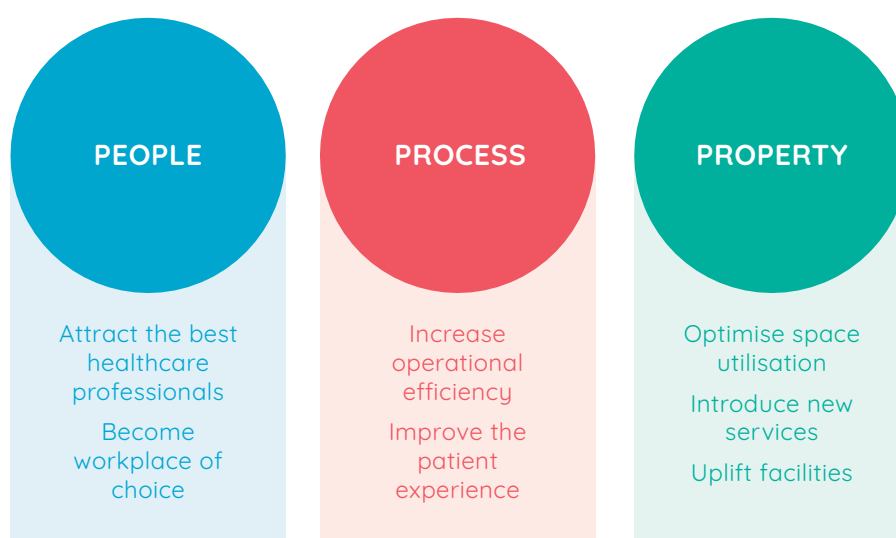 PEOPLE
Attract the best
healthcare
professionals
Become
workplace of
choice
PROCESS
Increase
operational
efficiency
Improve the
patient
experience
PROPERTY
Optimise space
utilisation
Introduce new
services
Uplift facilities